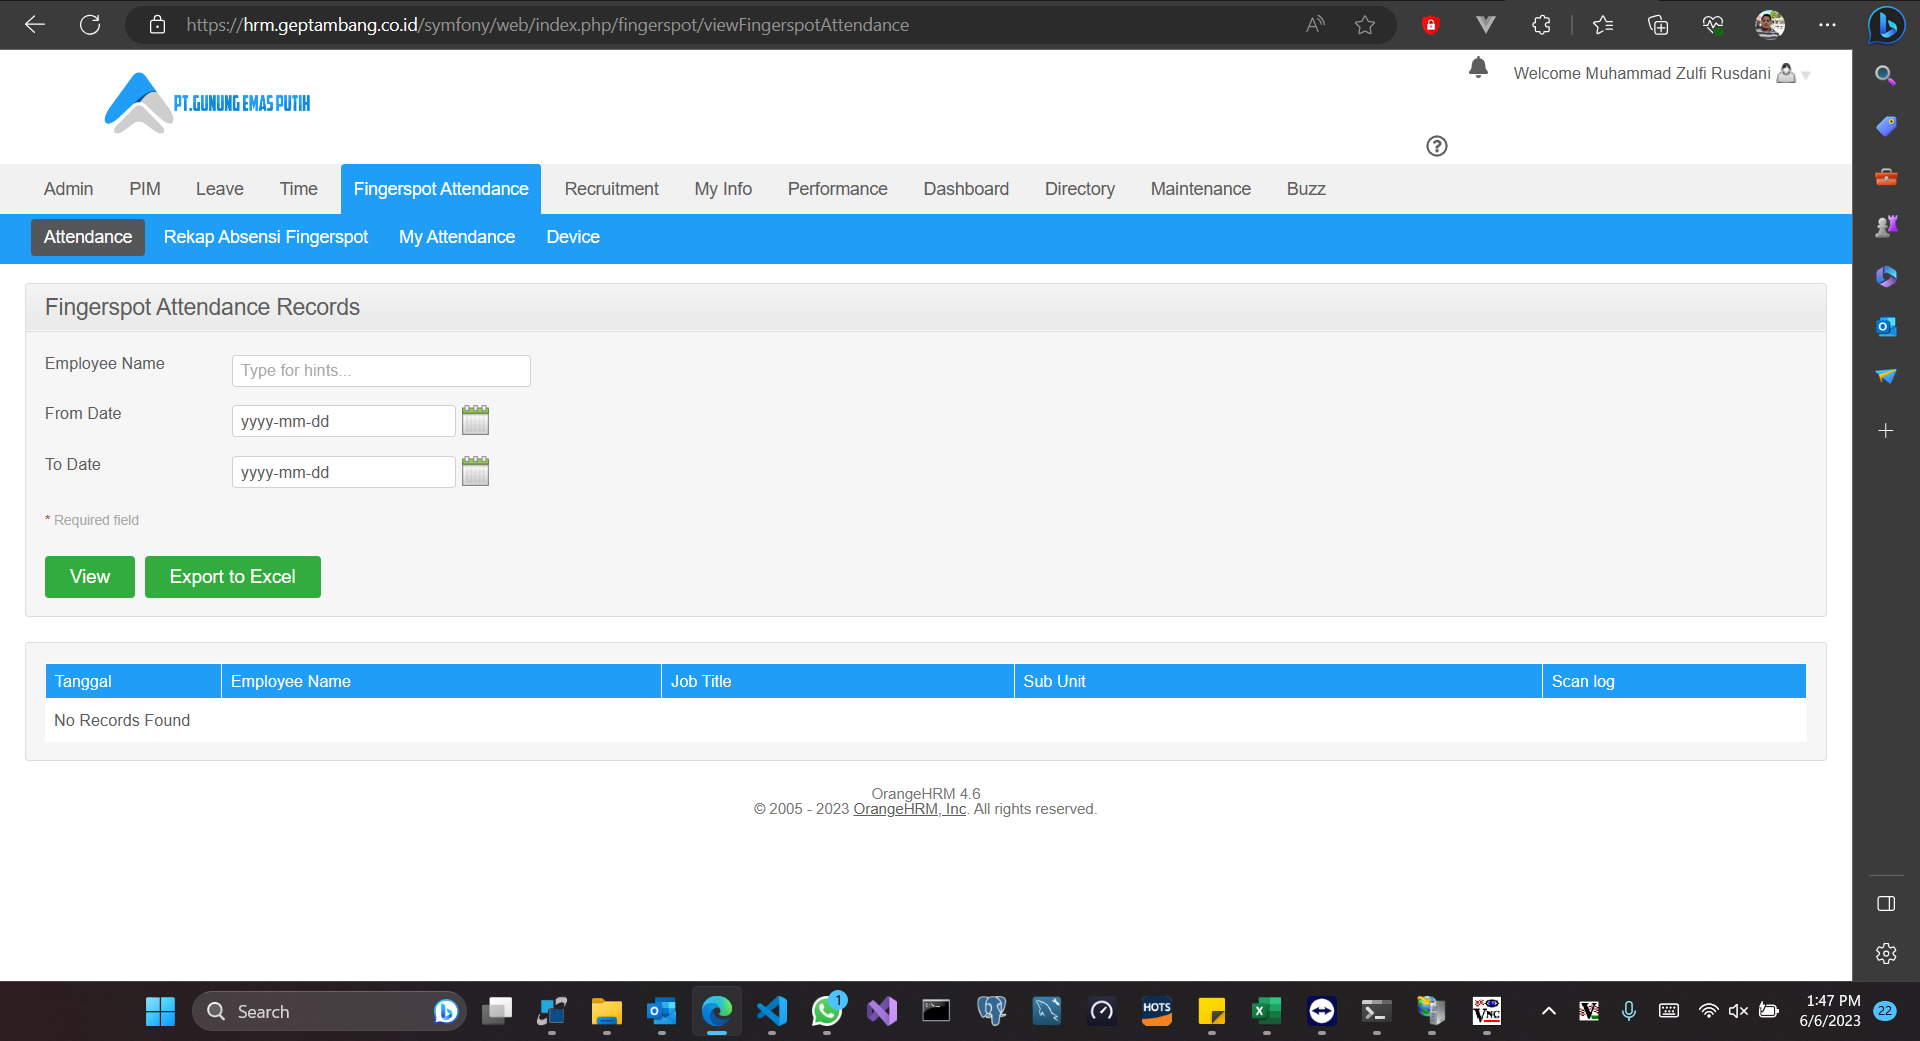 https://hrm.geptambang.co.id/symfony/web/index.php/fingerspot/viewFingerspotAttendance
PT.GUNUNG EMAS PUTIH
Welcome Muhammad Zulfi Rusdani
Admin PIM Leave Time Fingerspot Attendance Recruitment My Info Performance Dashboard Directory Maintenance Buzz
Attendance Rekap Absensi Fingerspot My Attendance Device
Fingerspot Attendance Records
Employee Name Type for hints...
From Date yyyy-mm-dd
To Date yyyy-mm-dd
* Required field
View Export to Excel
Tanggal Employee Name Job Title Sub Unit Scan log
No Records Found
OrangeHRM 4.6
© 2005 - 2023 OrangeHRM, Inc. All rights reserved.
Search 1 HOTS VNC 1:47 PM
6/6/2023 22